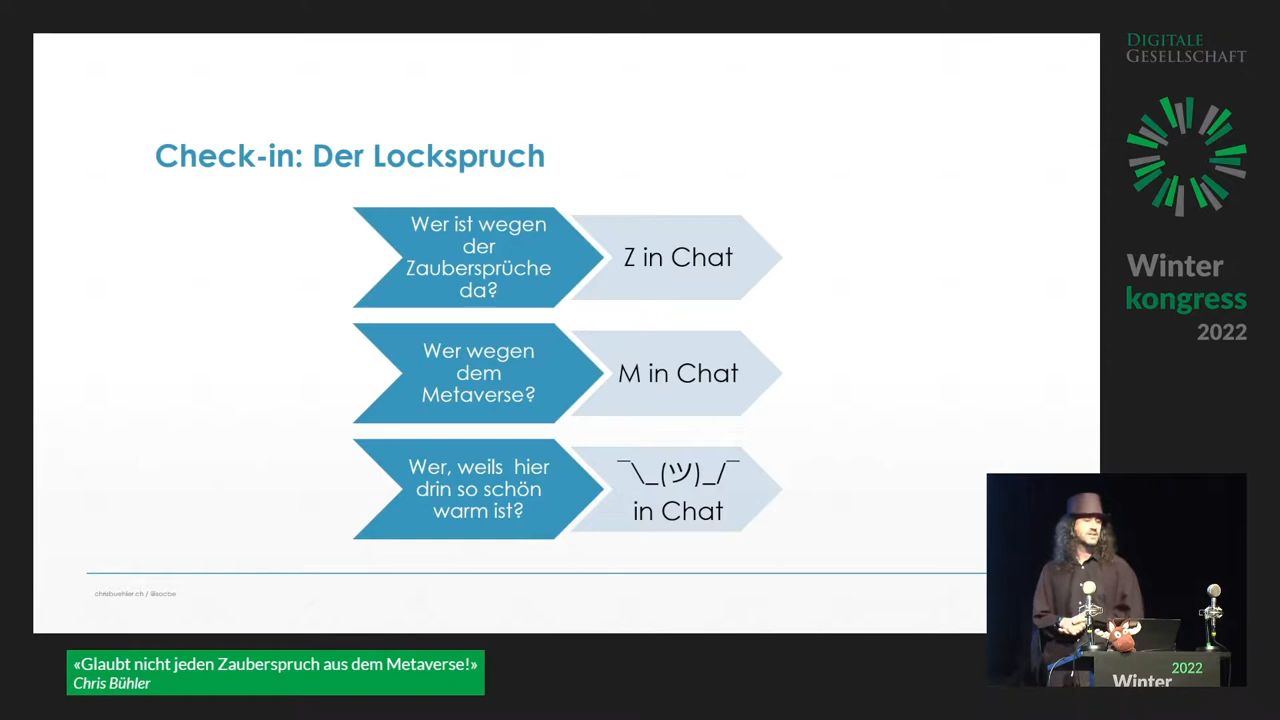 DIGITALE
GESELLSCHAFT
Winter
kongress
2022
Check-in: Der Lockspruch
Wer ist wegen
der
Zaubersprüche
da?
Z in Chat
Wer wegen
dem
Metaverse?
M in Chat
Wer, weils hier
drin so schön
warm ist?
¯\_(ツ)_/¯
in Chat
chrisbuehler.ch / @socbe
«Glaubt nicht jeden Zauberspruch aus dem Metaverse!»
Chris Bühler
2022
Winter